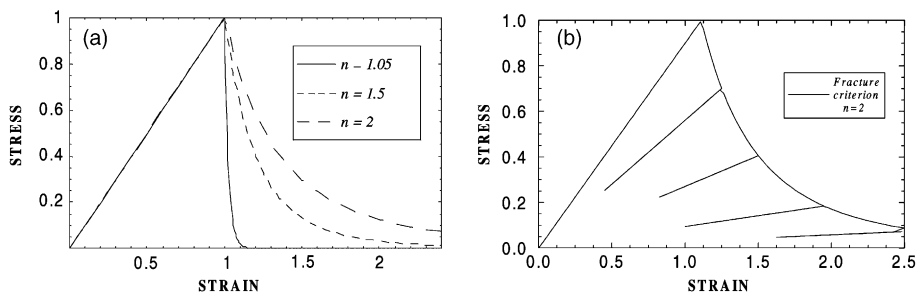 (a)
1
0.8
0.6
0.4
0.2
0.5
1
1.5
2
STRESS
STRAIN
n – 1.05
n = 1.5
n = 2
(b)
1.0
0.8
0.6
0.4
0.2
0.0
0.0
0.5
1.0
1.5
2.0
2.5
STRESS
STRAIN
Fracture
criterion
n=2